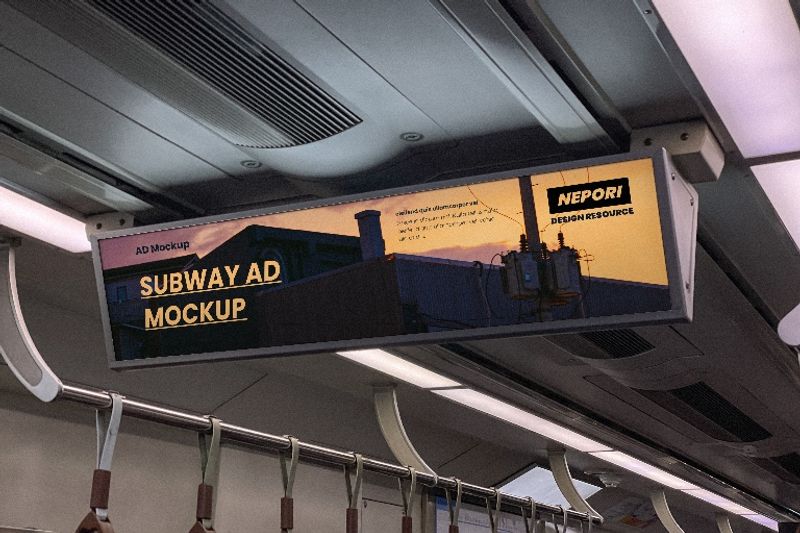 AD Mockup
SUBWAY AD
MOCKUP
NEPORI
DESIGN RESOURCE